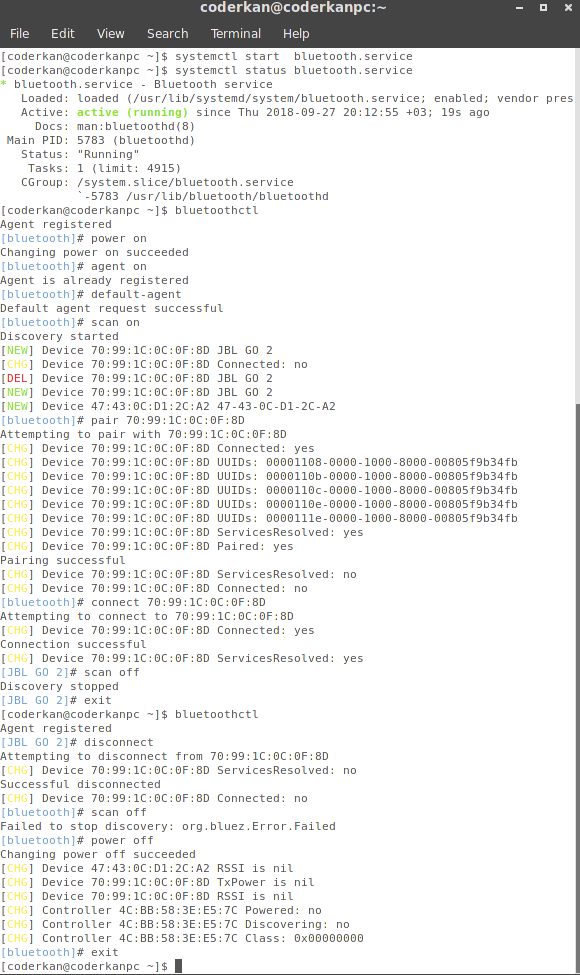 coderkan@coderkanpc:~
File Edit View Search Terminal Help
[coderkan@coderkanpc ~]$ systemctl start  bluetooth.service
[coderkan@coderkanpc ~]$ systemctl status bluetooth.service
* bluetooth.service - Bluetooth service
   Loaded: loaded (/usr/lib/systemd/system/bluetooth.service; enabled; vendor pres
   Active: active (running) since Thu 2018-09-27 20:12:55 +03; 19s ago
     Docs: man:bluetoothd(8)
 Main PID: 5783 (bluetoothd)
   Status: "Running"
    Tasks: 1 (limit: 4915)
   CGroup: /system.slice/bluetooth.service
           `-5783 /usr/lib/bluetooth/bluetoothd
[coderkan@coderkanpc ~]$ bluetoothctl
Agent registered
[bluetooth]# power on
Changing power on succeeded
[bluetooth]# agent on
Agent is already registered
[bluetooth]# default-agent
Default agent request successful
[bluetooth]# scan on
Discovery started
[NEW] Device 70:99:1C:0C:0F:8D JBL GO 2
[CHG] Device 70:99:1C:0C:0F:8D Connected: no
[DEL] Device 70:99:1C:0C:0F:8D JBL GO 2
[NEW] Device 70:99:1C:0C:0F:8D JBL GO 2
[NEW] Device 47:43:0C:D1:2C:A2 47-43-0C-D1-2C-A2
[bluetooth]# pair 70:99:1C:0C:0F:8D
Attempting to pair with 70:99:1C:0C:0F:8D
[CHG] Device 70:99:1C:0C:0F:8D Connected: yes
[CHG] Device 70:99:1C:0C:0F:8D UUIDs: 00001108-0000-1000-8000-00805f9b34fb
[CHG] Device 70:99:1C:0C:0F:8D UUIDs: 0000110b-0000-1000-8000-00805f9b34fb
[CHG] Device 70:99:1C:0C:0F:8D UUIDs: 0000110c-0000-1000-8000-00805f9b34fb
[CHG] Device 70:99:1C:0C:0F:8D UUIDs: 0000110e-0000-1000-8000-00805f9b34fb
[CHG] Device 70:99:1C:0C:0F:8D UUIDs: 0000111e-0000-1000-8000-00805f9b34fb
[CHG] Device 70:99:1C:0C:0F:8D ServicesResolved: yes
[CHG] Device 70:99:1C:0C:0F:8D Paired: yes
Pairing successful
[CHG] Device 70:99:1C:0C:0F:8D ServicesResolved: no
[CHG] Device 70:99:1C:0C:0F:8D Connected: no
[bluetooth]# connect 70:99:1C:0C:0F:8D
Attempting to connect to 70:99:1C:0C:0F:8D
[CHG] Device 70:99:1C:0C:0F:8D Connected: yes
Connection successful
[CHG] Device 70:99:1C:0C:0F:8D ServicesResolved: yes
[JBL GO 2]# scan off
Discovery stopped
[JBL GO 2]# exit
[coderkan@coderkanpc ~]$ bluetoothctl
Agent registered
[JBL GO 2]# disconnect
Attempting to disconnect from 70:99:1C:0C:0F:8D
[CHG] Device 70:99:1C:0C:0F:8D ServicesResolved: no
Successful disconnected
[CHG] Device 70:99:1C:0C:0F:8D Connected: no
[bluetooth]# scan off
Failed to stop discovery: org.bluez.Error.Failed
[bluetooth]# power off
Changing power off succeeded
[CHG] Device 47:43:0C:D1:2C:A2 RSSI is nil
[CHG] Device 70:99:1C:0C:0F:8D TxPower is nil
[CHG] Device 70:99:1C:0C:0F:8D RSSI is nil
[CHG] Controller 4C:BB:58:3E:E5:7C Powered: no
[CHG] Controller 4C:BB:58:3E:E5:7C Discovering: no
[CHG] Controller 4C:BB:58:3E:E5:7C Class: 0x00000000
[bluetooth]# exit
[coderkan@coderkanpc ~]$